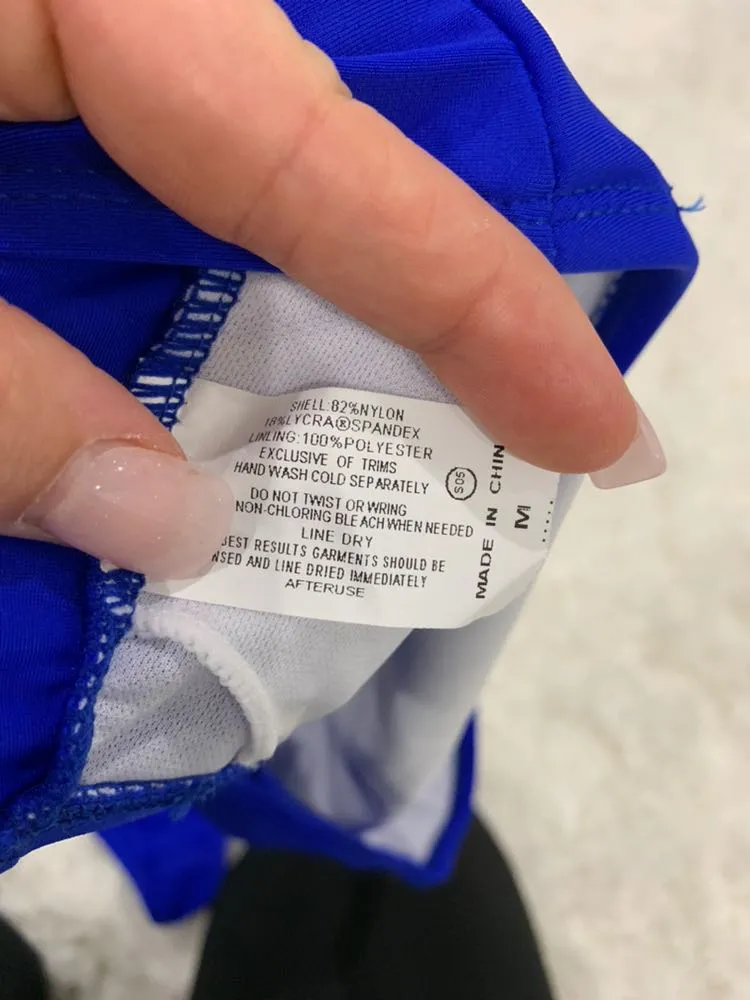 SHELL:82%NYLON
18%LYCRA®SPANDEX
LINLING:100%POLYESTER
EXCLUSIVE OF TRIMS
HAND WASH COLD SEPARATELY
DO NOT TWIST OR WRING
NON-CHLORING BLEACH WHEN NEEDED
LINE DRY
BEST RESULTS GARMENTS SHOULD BE
AND LINE DRIED IMMEDIATELY
AFTERUSE
S05
MADE IN CHIN
M